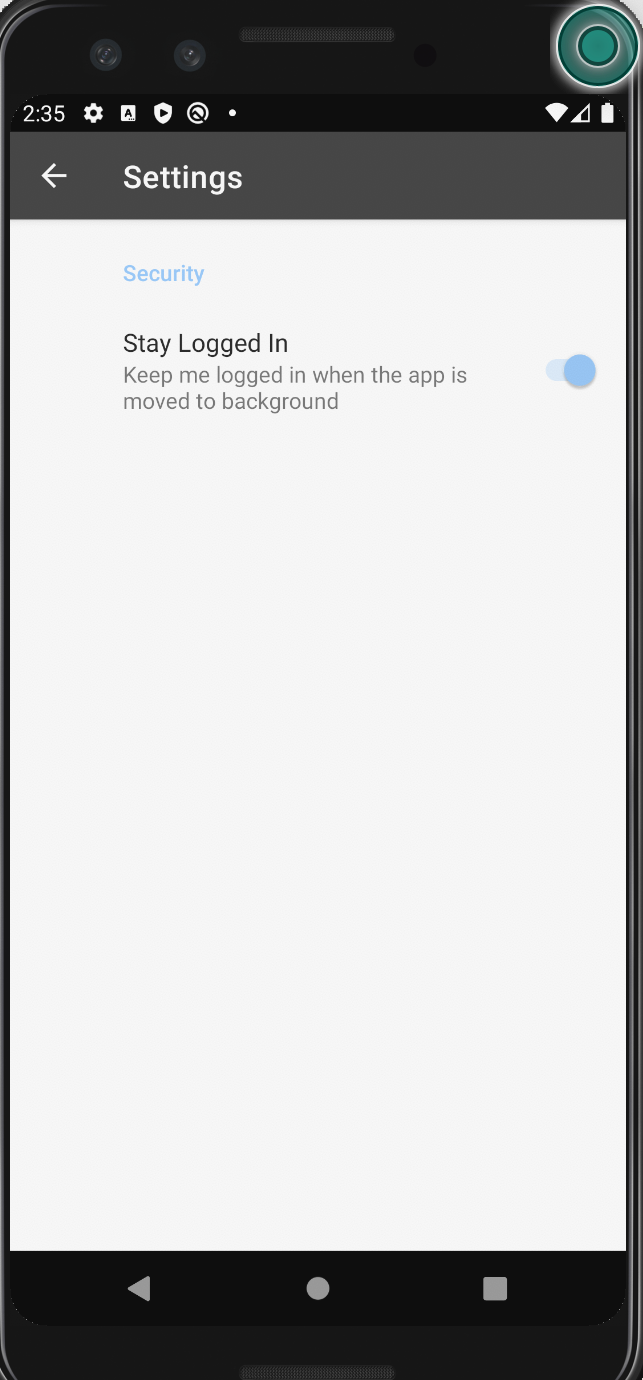 2:35
Settings
Security
Stay Logged In
Keep me logged in when the app is
moved to background